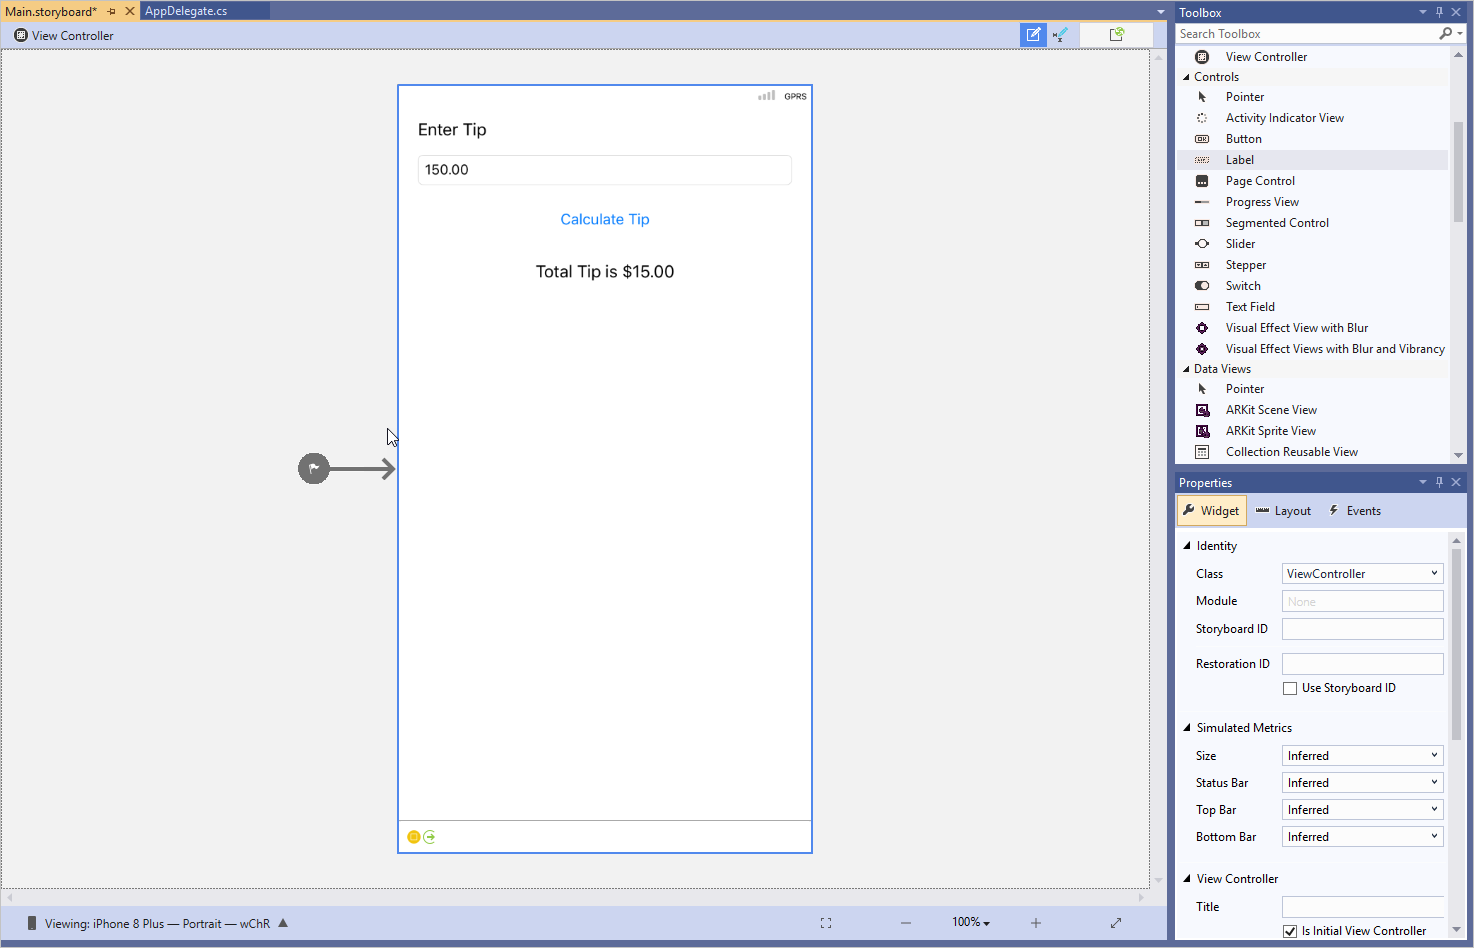 Main.storyboard*
AppDelegate.cs
View Controller
GPRS
Enter Tip
150.00
Calculate Tip
Total Tip is $15.00
Viewing: iPhone 8 Plus — Portrait — wChR
100%
Toolbox
Search Toolbox
View Controller
Controls
Pointer
Activity Indicator View
Button
Label
Page Control
Progress View
Segmented Control
Slider
Stepper
Switch
Text Field
Visual Effect View with Blur
Visual Effect Views with Blur and Vibrancy
Data Views
Pointer
ARKit Scene View
ARKit Sprite View
Collection Reusable View
Properties
Widget Layout Events
Identity
Class ViewController
Module None
Storyboard ID
Restoration ID
Use Storyboard ID
Simulated Metrics
Size Inferred
Status Bar Inferred
Top Bar Inferred
Bottom Bar Inferred
View Controller
Title
Is Initial View Controller